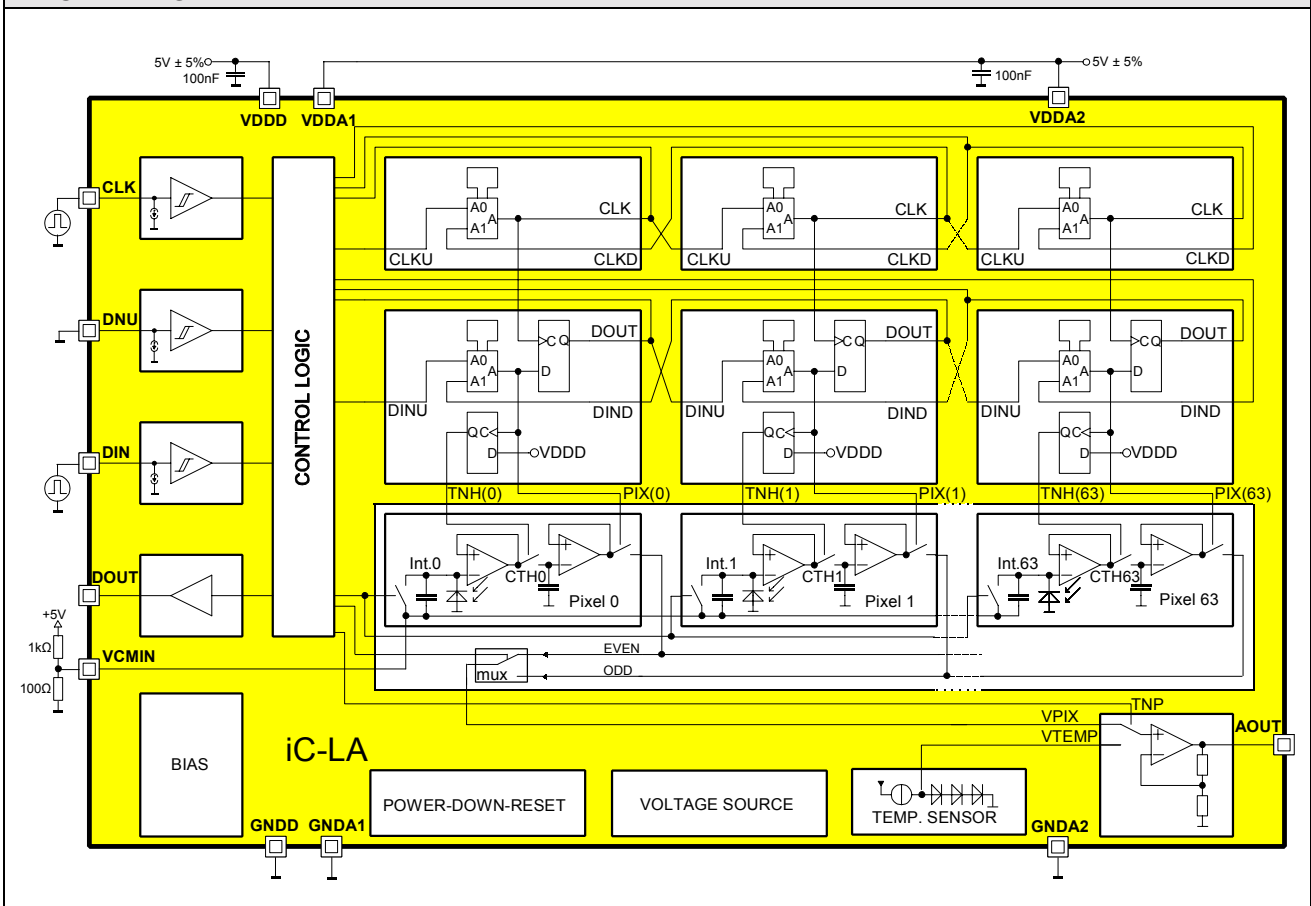 5V ± 5%
100nF
100nF
5V ± 5%
VDDD
VDDA1
VDDA2
CLK
DNU
DIN
DOUT
+5V
1kΩ
VCMIN
100Ω
CONTROL LOGIC
A0
A1
A
CLK
CLKU
CLKD
A0
A1
A
CLK
CLKU
CLKD
A0
A1
A
CLK
CLKU
CLKD
A0
A1
A
C Q
D
DOUT
DINU
DIND
Q C
D
VDDD
A0
A1
A
C Q
D
DOUT
DINU
DIND
Q C
D
VDDD
A0
A1
A
C Q
D
DOUT
DINU
DIND
Q C
D
VDDD
TNH(0)
PIX(0)
TNH(1)
PIX(1)
TNH(63)
PIX(63)
Int.0
CTH0
Pixel 0
Int.1
CTH1
Pixel 1
Int.63
CTH63
Pixel 63
EVEN
ODD
mux
TNP
VPIX
VTEMP
AOUT
BIAS
iC-LA
POWER-DOWN-RESET
VOLTAGE SOURCE
TEMP. SENSOR
GNDD
GNDA1
GNDA2